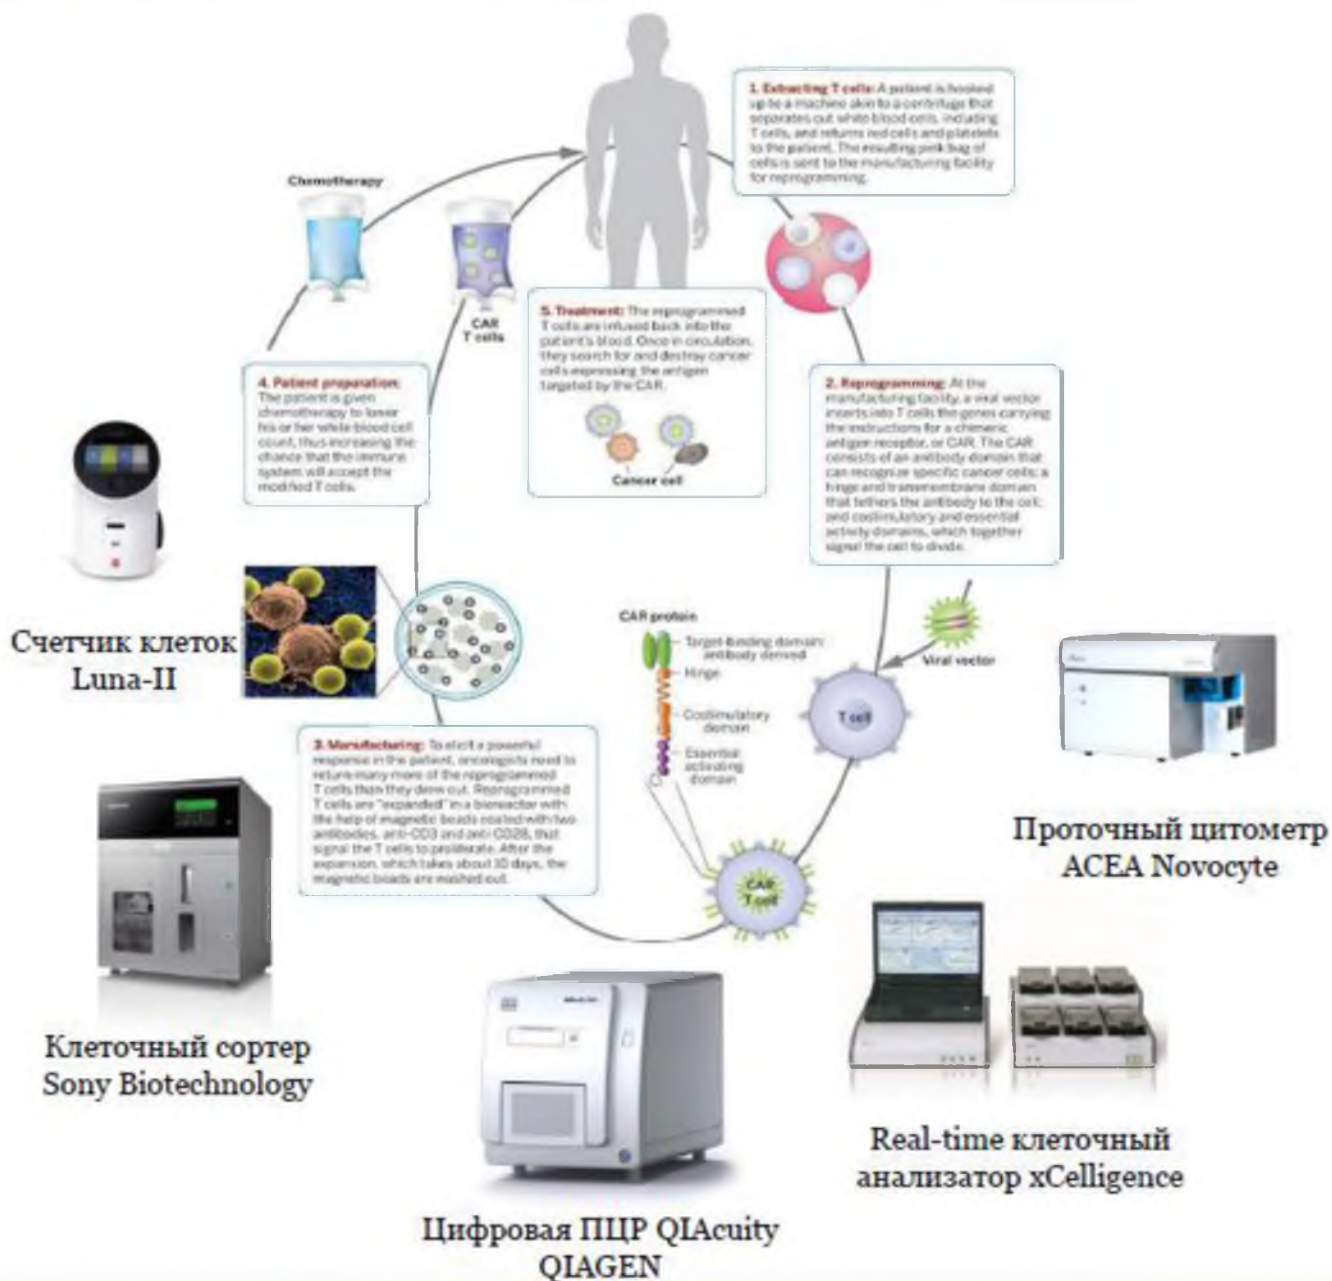 1. Extracting T cells: A patient is hooked
up to a machine akin to a centrifuge that
separates out white blood cells, including
T cells, and returns red cells and platelets
to the patient. The resulting pink bag of
cells is sent to the manufacturing facility
for reprogramming.
Chemotherapy
CAR
T cells
5. Treatment: The reprogrammed
T cells are infused back into the
patient's blood. Once in circulation,
they search for and destroy cancer
cells expressing the antigen
targeted by the CAR.
Cancer cell
4. Patient preparation:
The patient is given
chemotherapy to lower
his or her white blood cell
count, thus increasing the
chance that the immune
system will accept the
modified T cells.
2. Reprogramming: At the
manufacturing facility, a viral vector
inserts into T cells the genes carrying
the instructions for a chimeric
antigen receptor, or CAR. The CAR
consists of an antibody domain that
can recognize specific cancer cells; a
hinge and transmembrane domain
that tethers the antibody to the cell;
and costimulatory and essential
activity domains, which together
signal the cell to divide.
Счетчик клеток
Luna-II
CAR protein
Target-binding domain:
antibody derived
Hinge
Costimulatory
domain
Essential
activating
domain
Viral vector
T cell
3. Manufacturing: To elicit a powerful
response in the patient, oncologists need to
return many more of the reprogrammed
T cells than they drew out. Reprogrammed
T cells are "expanded" in a bioreactor with
the help of magnetic beads coated with two
antibodies, anti-CD3 and anti-CD28, that
signal the T cells to proliferate. After the
expansion, which takes about 10 days, the
magnetic beads are washed out.
CAR
T cell
Проточный цитометр
ACEA Novocyte
Клеточный сортер
Sony Biotechnology
Real-time клеточный
анализатор xCelligence
Цифровая ПЦР QIAcuity
QIAGEN